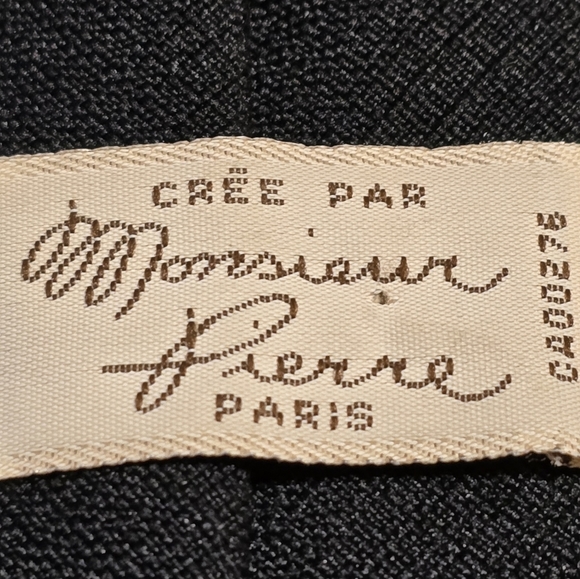 CRÉE PAR
Monsieur
Pierre
PARIS
CA00276